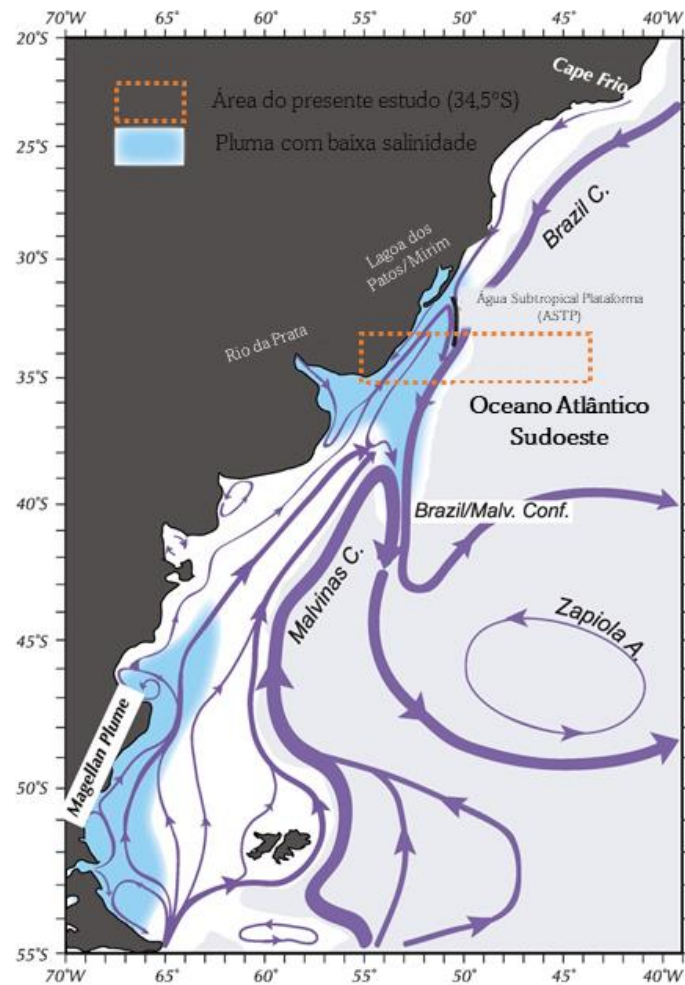 70°W 65° 60° 55° 50° 45° 40°W
20°S
25°S
30°S
35°S
40°S
45°S
50°S
55°S
Cape Frio
Área do presente estudo (34,5°S)
Pluma com baixa salinidade
Brazil C.
Lagoa dos
Patos/Mirim
Água Subtropical Plataforma
(ASTP)
Rio da Prata
Oceano Atlântico
Sudoeste
Brazil/Malv. Conf.
Malvinas C.
Zapiola A.
Magellan Plume
70°W 65° 60° 55° 50° 45° 40°W